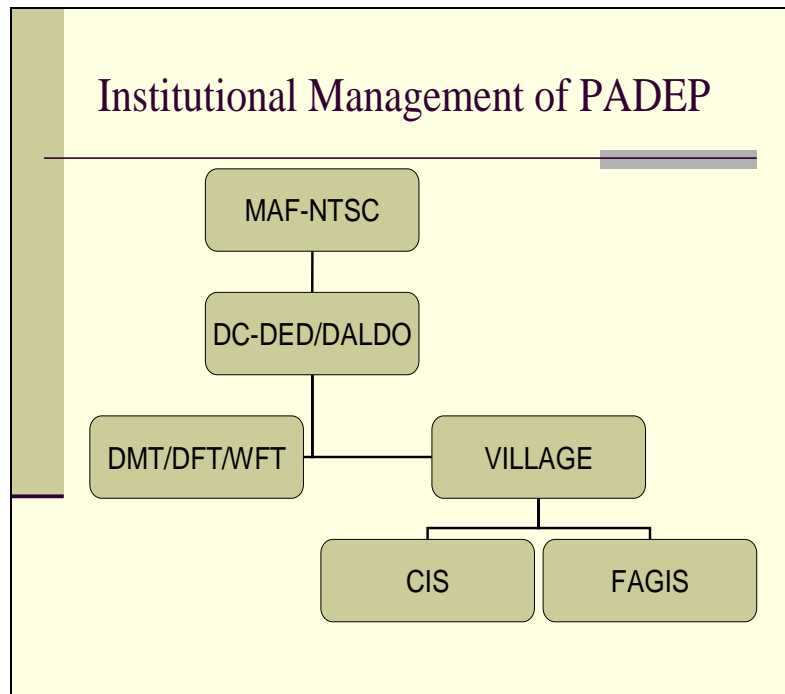 Institutional Management of PADEP
MAF-NTSC
DC-DED/DALDO
DMT/DFT/WFT
VILLAGE
CIS
FAGIS